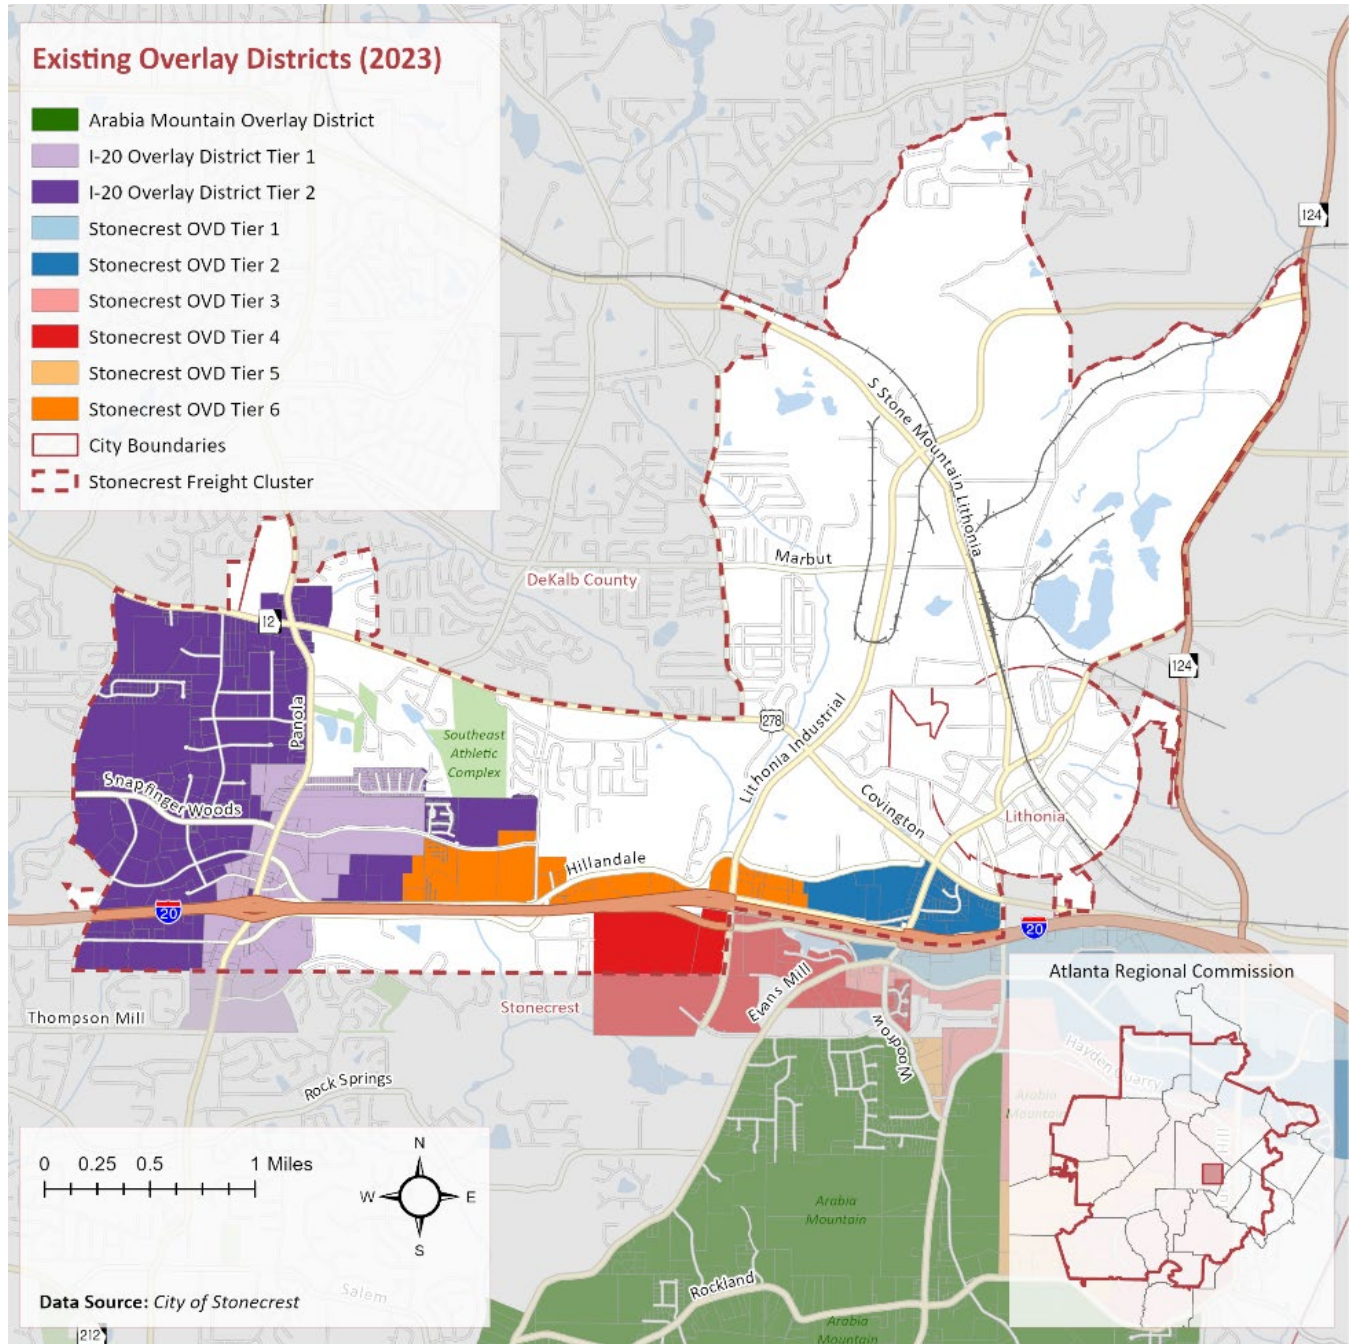 Existing Overlay Districts (2023)
Arabia Mountain Overlay District
I-20 Overlay District Tier 1
I-20 Overlay District Tier 2
Stonecrest OVD Tier 1
Stonecrest OVD Tier 2
Stonecrest OVD Tier 3
Stonecrest OVD Tier 4
Stonecrest OVD Tier 5
Stonecrest OVD Tier 6
City Boundaries
Stonecrest Freight Cluster
124
S Stone Mountain Lithonia
Marbut
DeKalb County
12
124
Panola
278
Southeast
Athletic
Complex
Lithonia Industrial
Snapfinger Woods
Covington
Lithonia
Hillandale
20
20
Evans Mill
Stonecrest
Thompson Mill
Woodrow
Rock Springs
Atlanta Regional Commission
Hayden Quarry
Arabia
Mountain
Hill
0 0.25 0.5 1 Miles
N
W E
S
Arabia
Mountain
Rockland
Data Source: City of Stonecrest
Salem
Arabia
Mountain
212